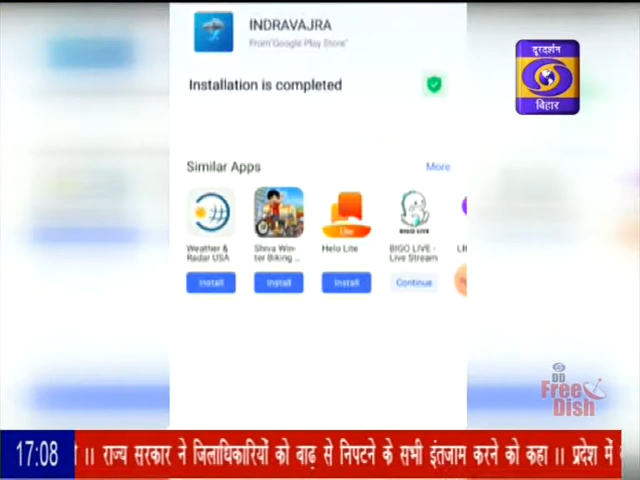 INDRAVAJRA
From"Google Play Store"
Installation is completed
दूरदर्शन
बिहार
Similar Apps
More
Weather &
Radar USA
Install
Shiva Win-
ter Biking ...
Install
Lite
Helo Lite
Install
BIGO LIVE
BIGO LIVE -
Live Stream
Continue
DD
Free
Dish
17:08
|| राज्य सरकार ने जिलाधिकारियों को बाढ़ से निपटने के सभी इंतजाम करने को कहा || प्रदेश में